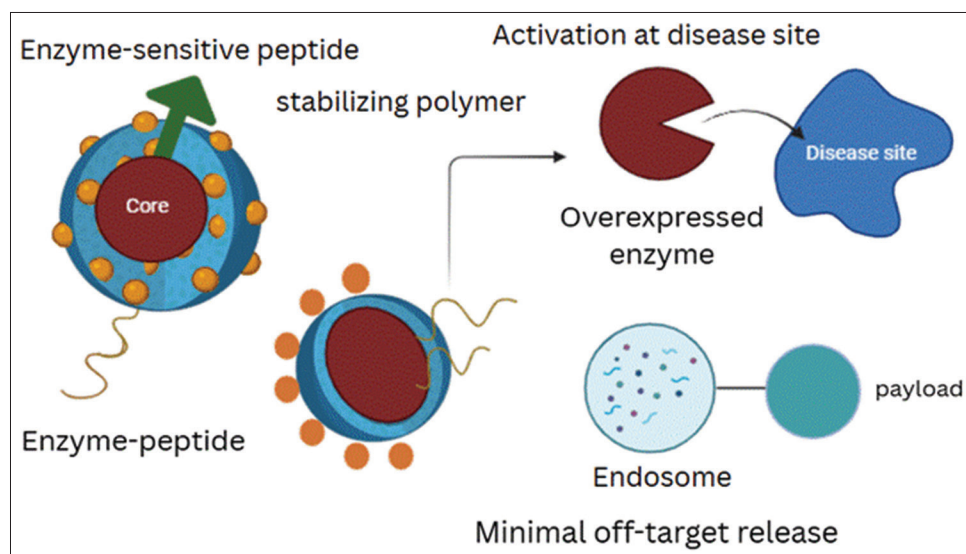 Enzyme-sensitive peptide
Activation at disease site
stabilizing polymer
Core
Disease site
Overexpressed
enzyme
Enzyme-peptide
payload
Endosome
Minimal off-target release